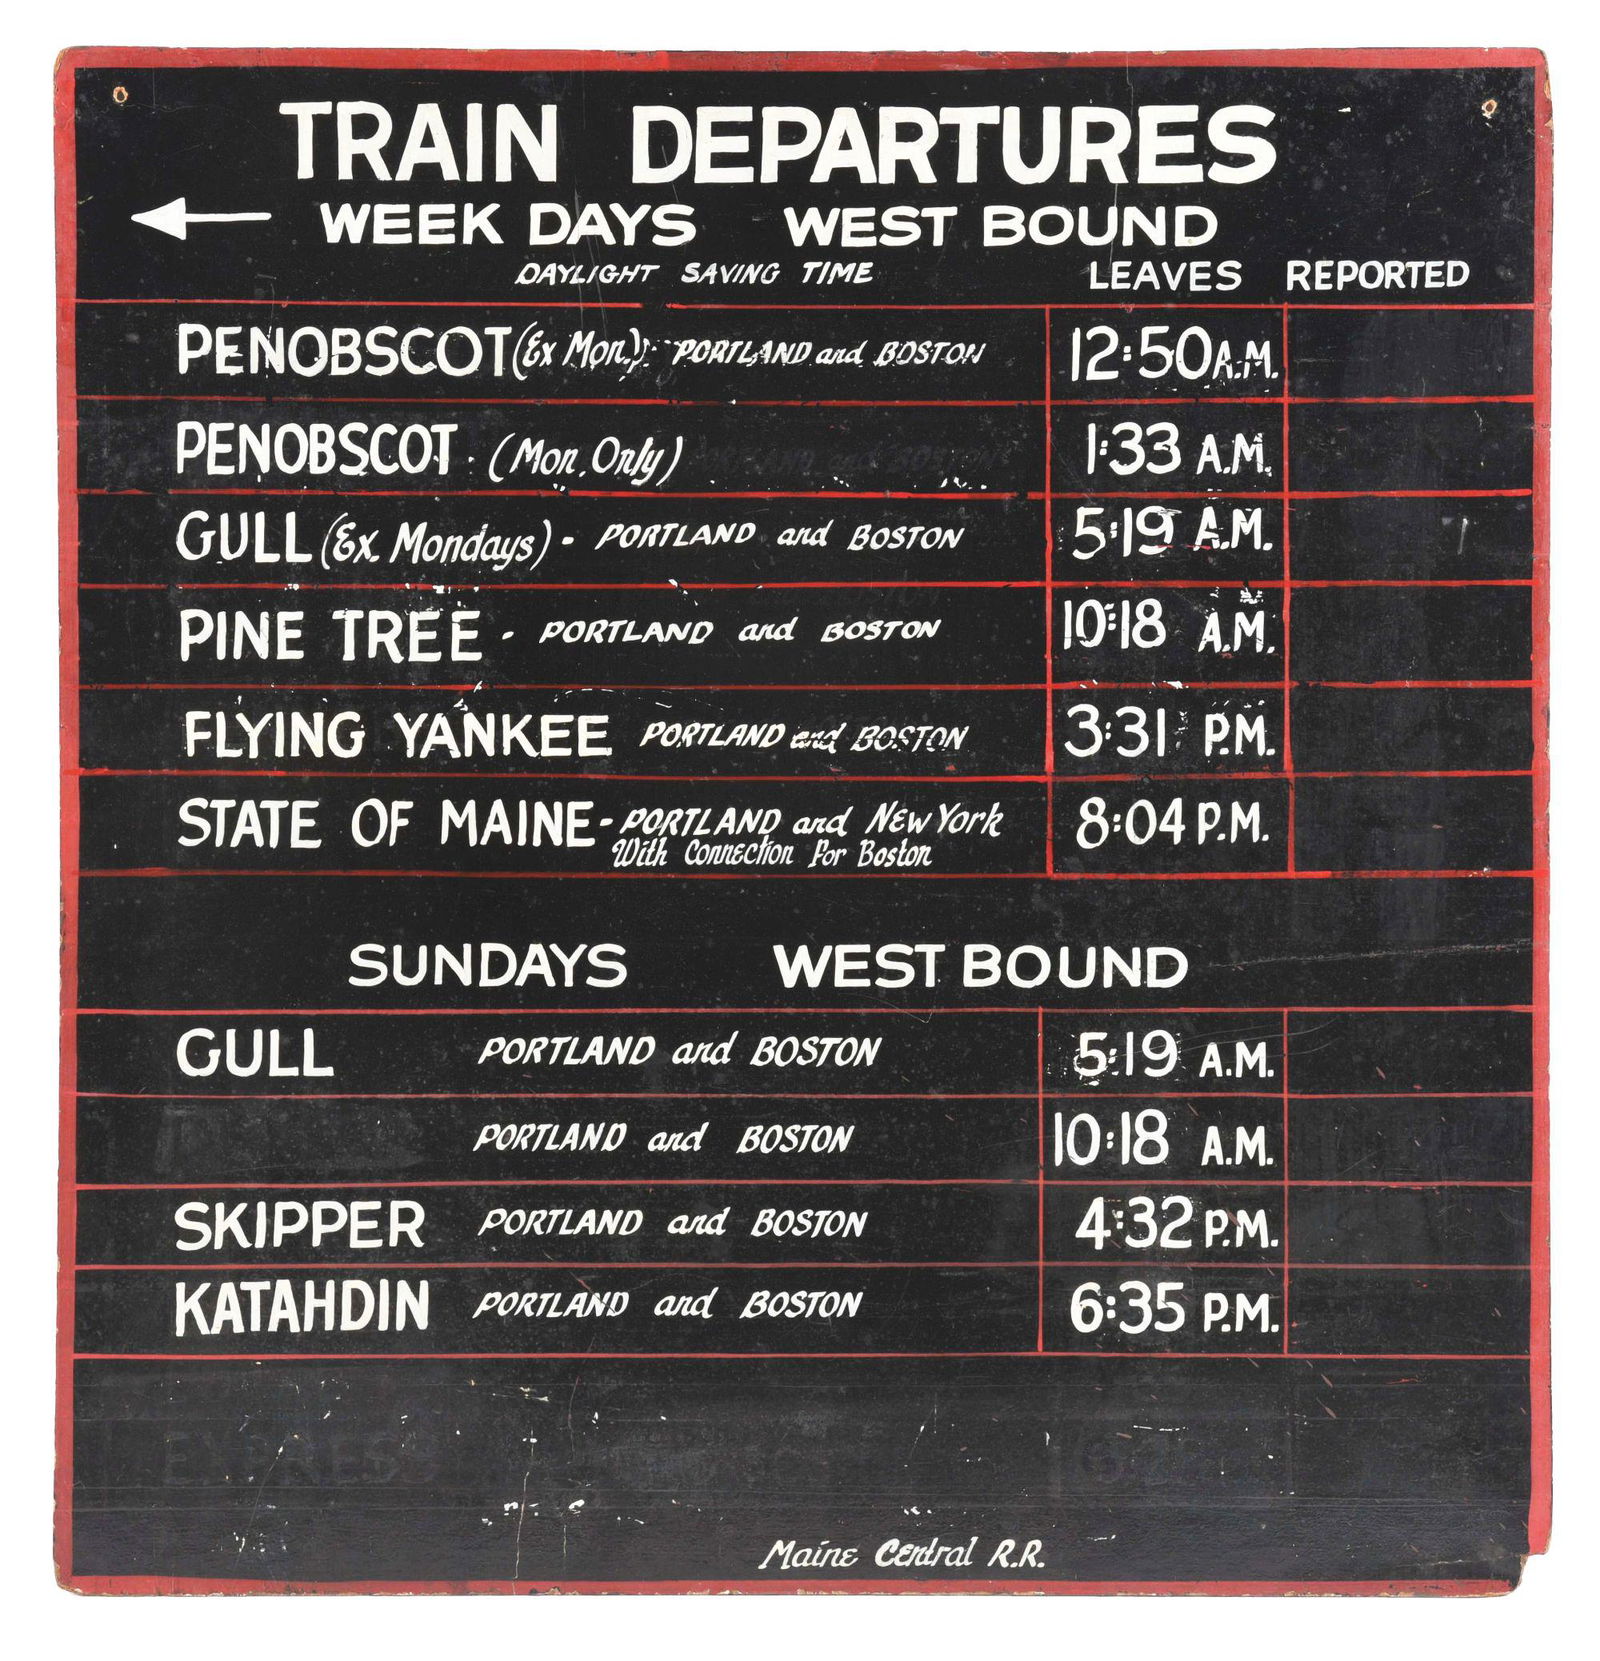 TRAIN DEPARTURES
WEEK DAYS WEST BOUND
DAYLIGHT SAVING TIME LEAVES REPORTED
PENOBSCOT (Ex Mon.) PORTLAND and BOSTON 12:50 A.M.
PENOBSCOT (Mon. Only) 1:33 A.M.
GULL (Ex. Mondays) - PORTLAND and BOSTON 5:19 A.M.
PINE TREE - PORTLAND and BOSTON 10:18 A.M.
FLYING YANKEE PORTLAND and BOSTON 3:31 P.M.
STATE OF MAINE - PORTLAND and New York 8:04 P.M.
With Connection For Boston
SUNDAYS WEST BOUND
GULL PORTLAND and BOSTON 5:19 A.M.
PORTLAND and BOSTON 10:18 A.M.
SKIPPER PORTLAND and BOSTON 4:32 P.M.
KATAHDIN PORTLAND and BOSTON 6:35 P.M.
EXPRESS
Maine Central R.R.